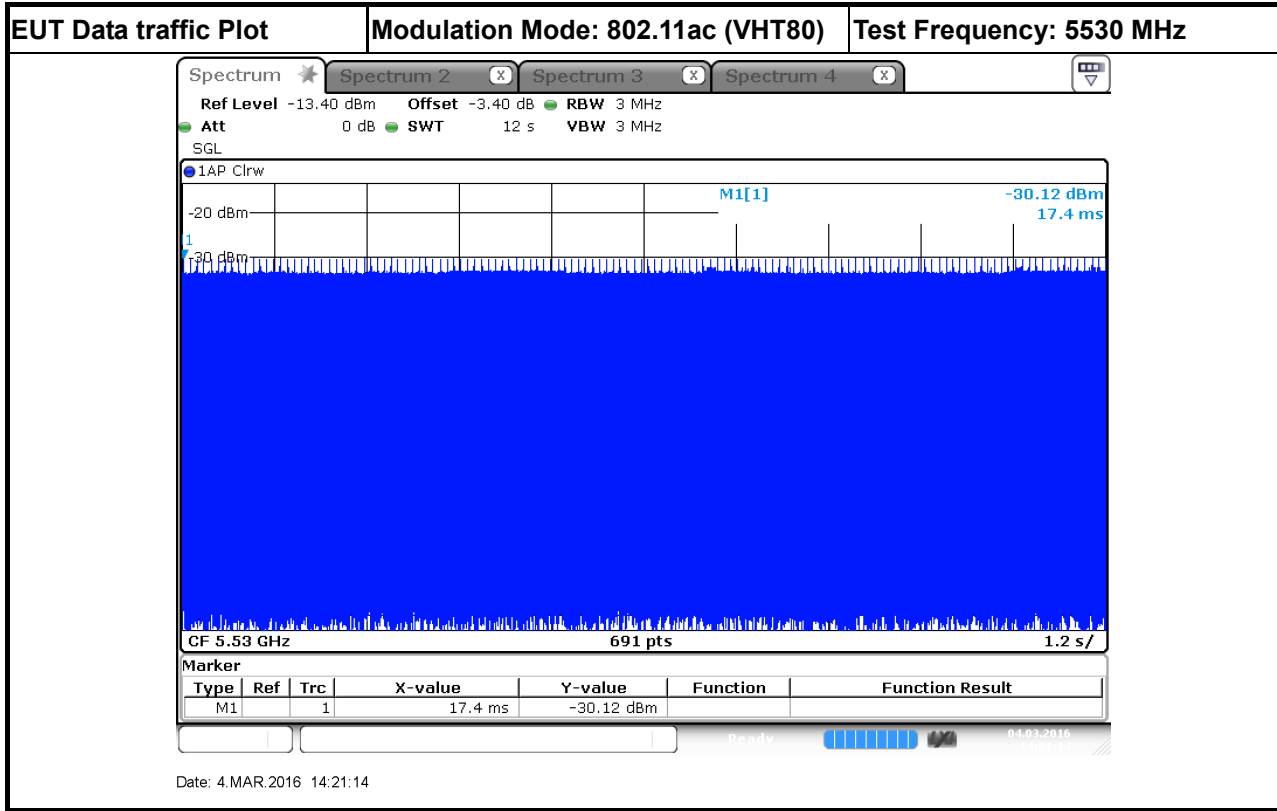 EUT Data traffic Plot Modulation Mode: 802.11ac (VHT80) Test Frequency: 5530 MHz
Spectrum Spectrum 2 X Spectrum 3 X Spectrum 4 X
Ref Level -13.40 dBm Offset -3.40 dB RBW 3 MHz
Att 0 dB SWT 12 s VBW 3 MHz
SGL
1AP Clrw
M1[1] -30.12 dBm
-20 dBm
17.4 ms
1
-30 dBm
CF 5.53 GHz 691 pts 1.2 s/
Marker
Type Ref Trc X-value Y-value Function Function Result
M1 1 17.4 ms -30.12 dBm
Ready 04.03.2016
Date: 4.MAR.2016 14:21:14